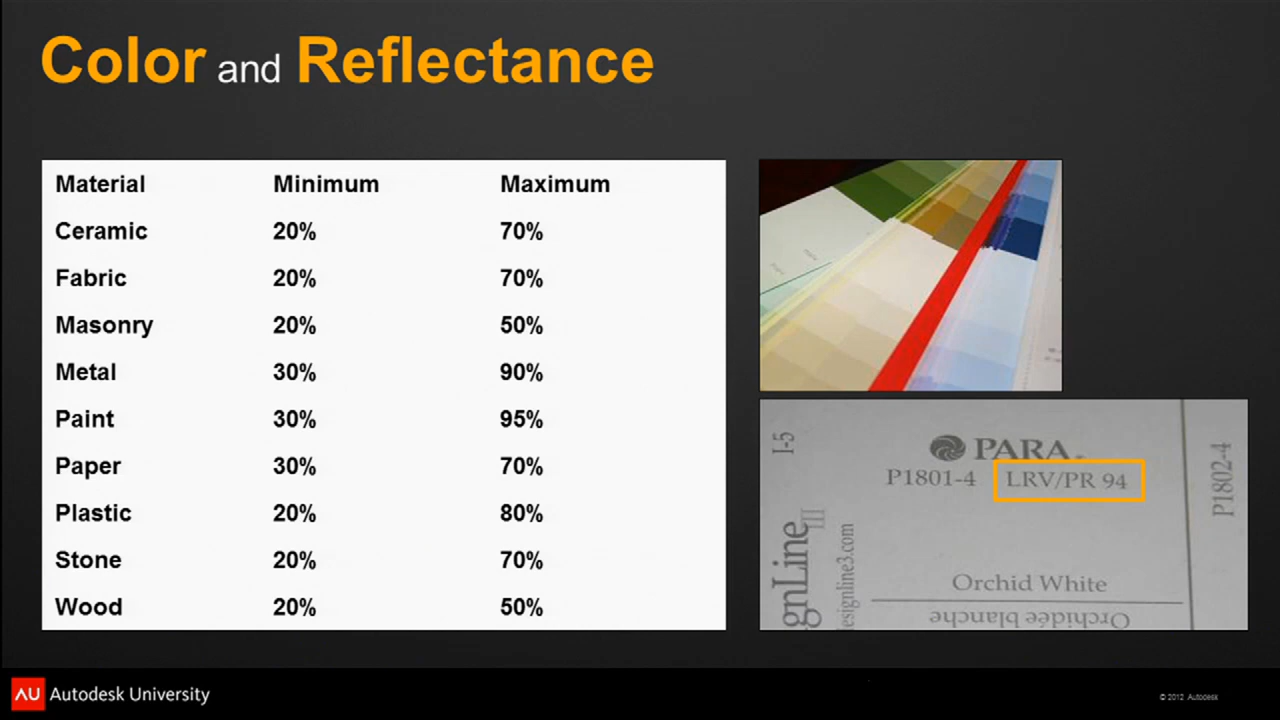 Color and Reflectance
Material Minimum Maximum
Ceramic 20% 70%
Fabric 20% 70%
Masonry 20% 50%
Metal 30% 90%
Paint 30% 95%
Paper 30% 70%
Plastic 20% 80%
Stone 20% 70%
Wood 20% 50%
I-5
PARA
P1801-4 LRV/PR 94
P1802-4
gnLine III
esignline3.com
Orchid White
Orchidée blanche
AU Autodesk University
© 2012 Autodesk